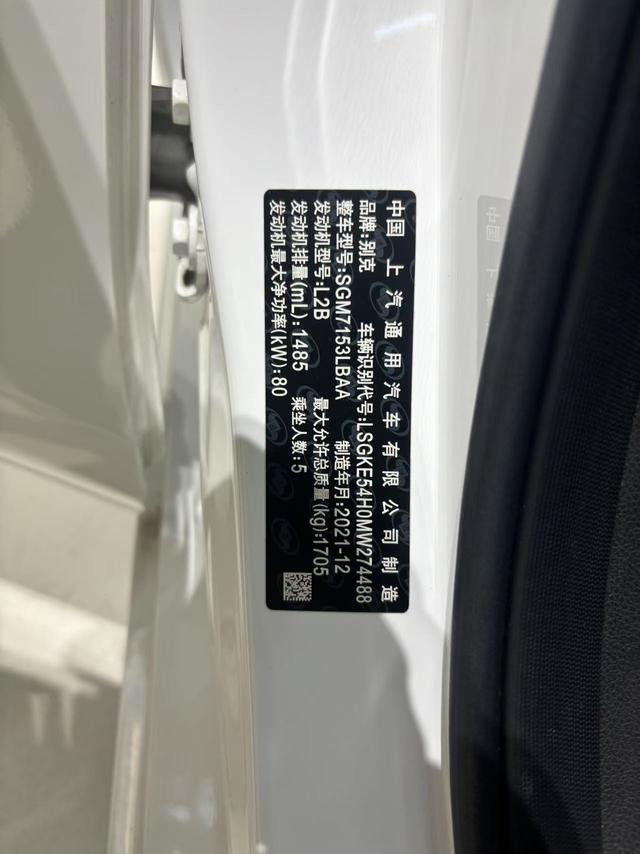 中国 上汽通用汽车有限公司制造
品牌:别克 车辆识别代号:LSGKE54H0MW274488
整车型号:SGM7153LBAA 制造年月:2021-12
发动机型号:L2B 最大允许总质量(kg):1705
发动机排量(mL):1485 乘坐人数:5
发动机最大净功率(kW):80